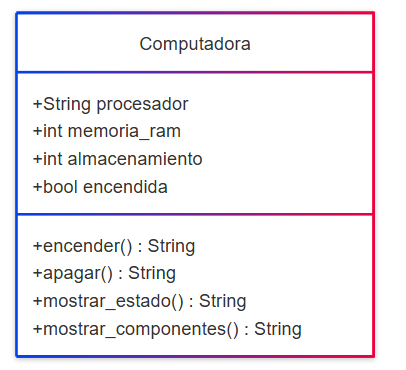 Computadora
+String procesador
+int memoria_ram
+int almacenamiento
+bool encendida
+encender() : String
+apagar() : String
+mostrar_estado() : String
+mostrar_componentes() : String